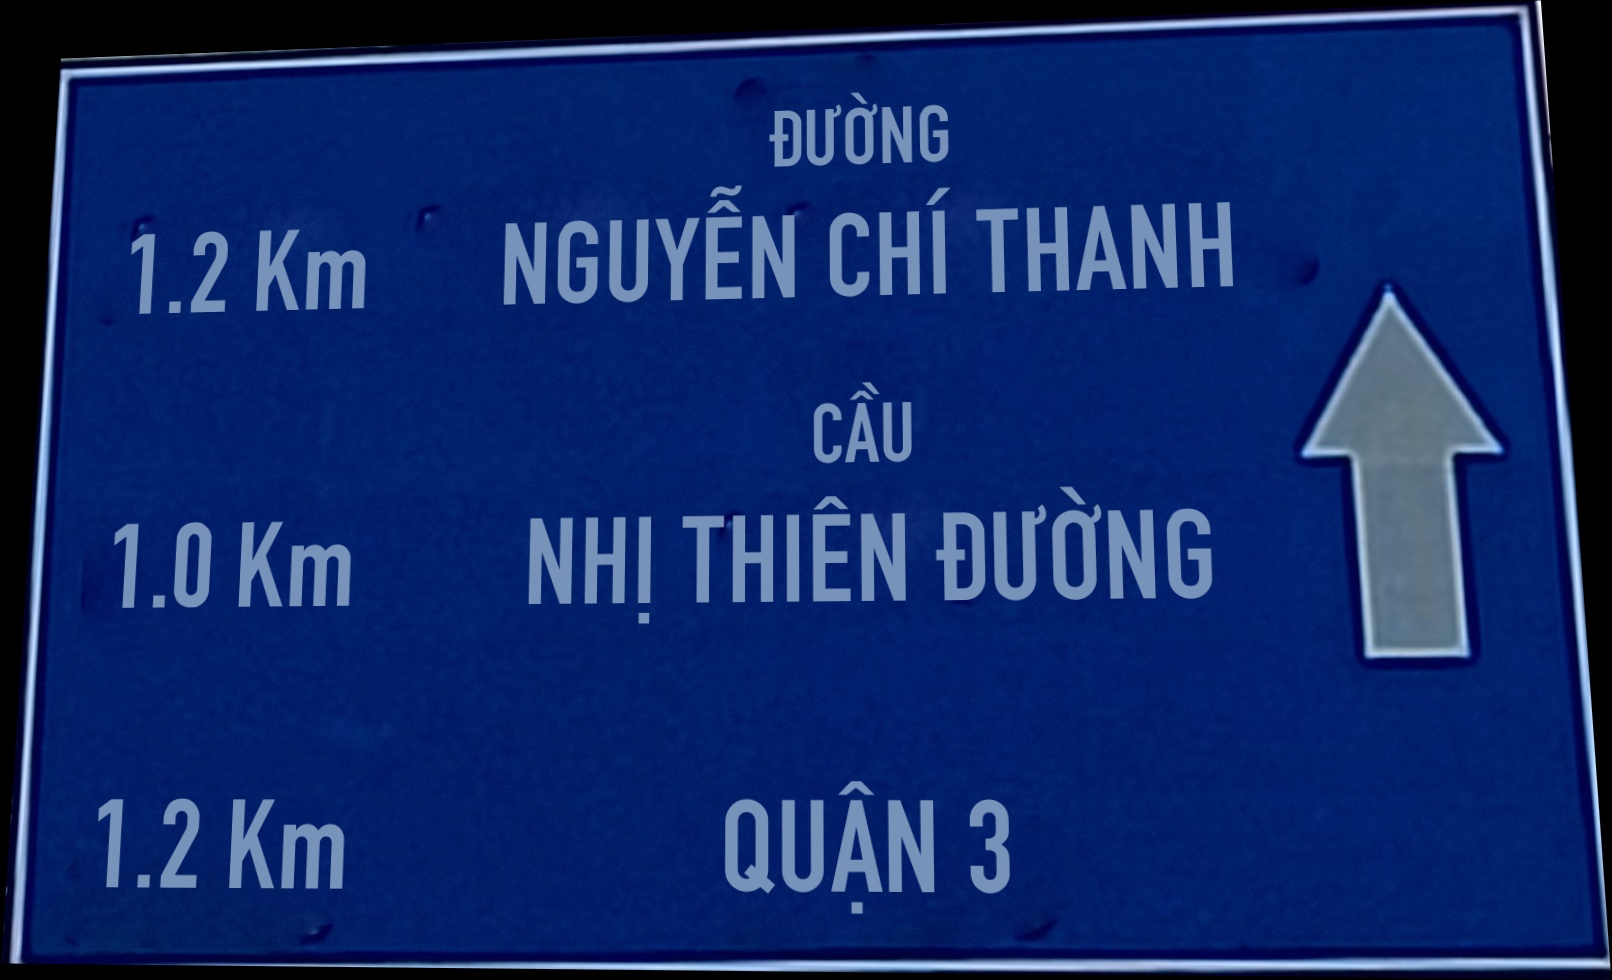 ĐƯỜNG
1.2 Km NGUYỄN CHÍ THANH
CẦU
1.0 Km NHỊ THIÊN ĐƯỜNG
1.2 Km QUẬN 3